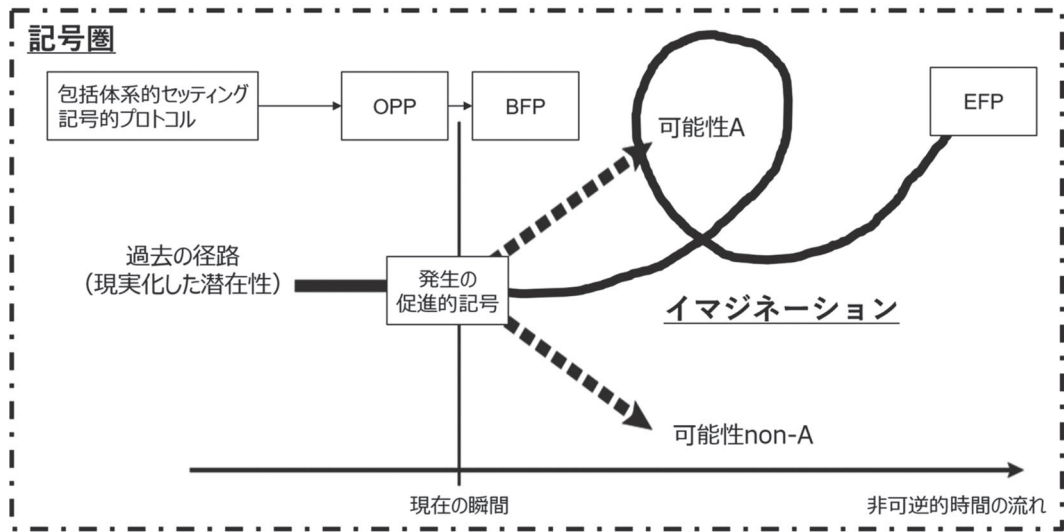 記号圏
包括体系的セッティング
記号的プロトコル
OPP
BFP
EFP
可能性A
過去の径路
(現実化した潜在性)
発生の
促進的記号
イマジネーション
可能性non-A
現在の瞬間
非可逆的時間の流れ